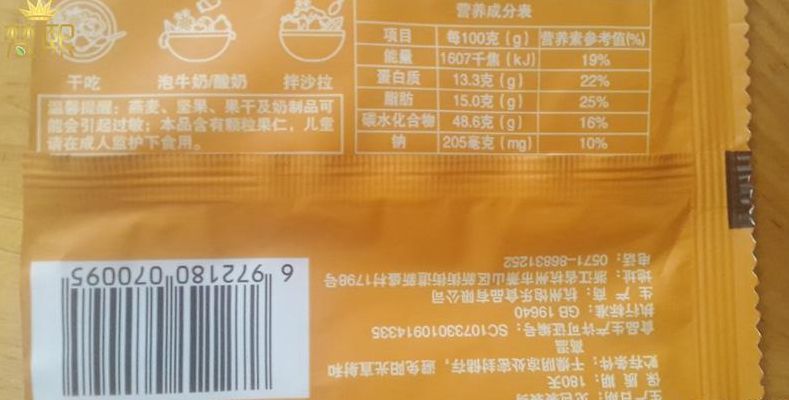 干吃
泡牛奶/酸奶
拌沙拉
温馨提醒：燕麦、坚果、果干及奶制品可
能会引起过敏；本品含有颗粒果仁，儿童
请在成人监护下食用。
营养成分表
项目 每100克（g） 营养素参考值(%)
能量 1607千焦（kJ） 19%
蛋白质 13.3克（g） 22%
脂肪 15.0克（g） 25%
碳水化合物 48.6克（g） 16%
钠 205毫克（mg） 10%
6 972180 070095
生产日期：见包装封
保 质 期：180天
贮存条件：干燥阴凉处密封储存，避免阳光直射和
高温
食品生产许可证编号：SC10733010914335
执行标准：GB 19640
生 产 商：杭州佰乐食品有限公司
地址：浙江省杭州市萧山区新街街道新盛村1798号
电话：0571-86831252